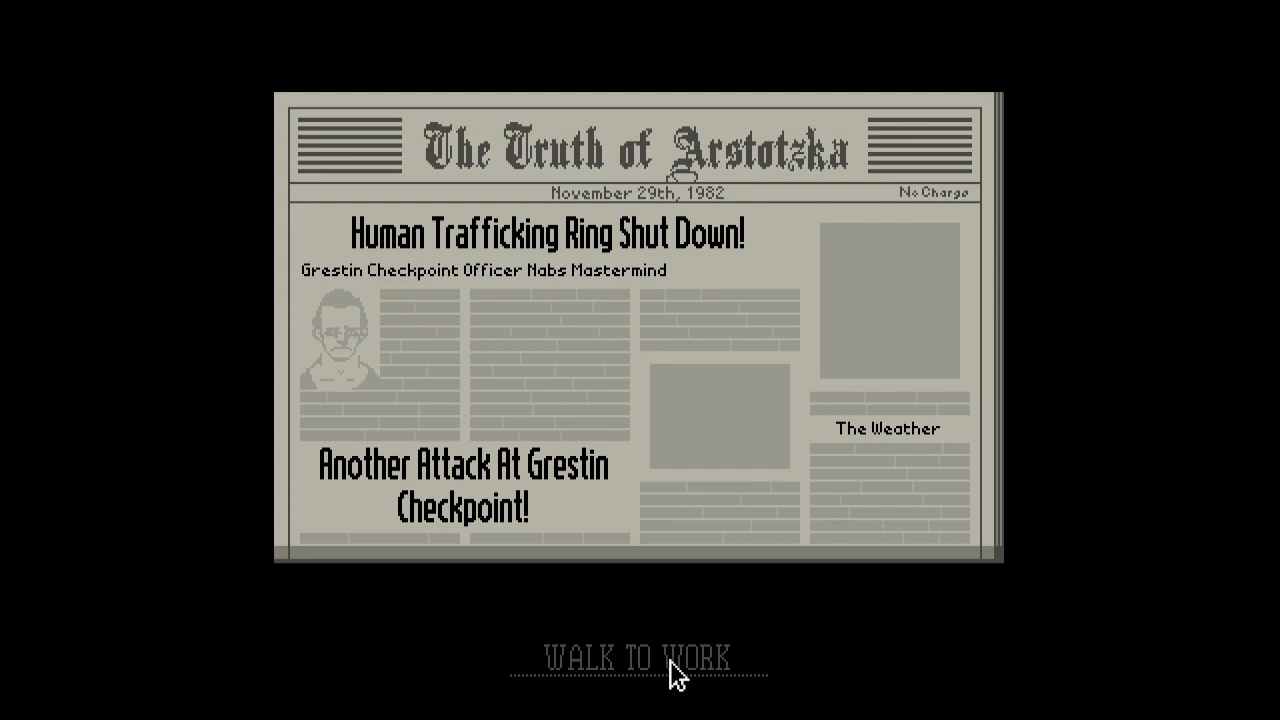 The Truth of Arstotzka
November 29th, 1982
No Charge
Human Trafficking Ring Shut Down!
Grestin Checkpoint Officer Nabs Mastermind
Another Attack At Grestin
Checkpoint!
The Weather
WALK TO WORK